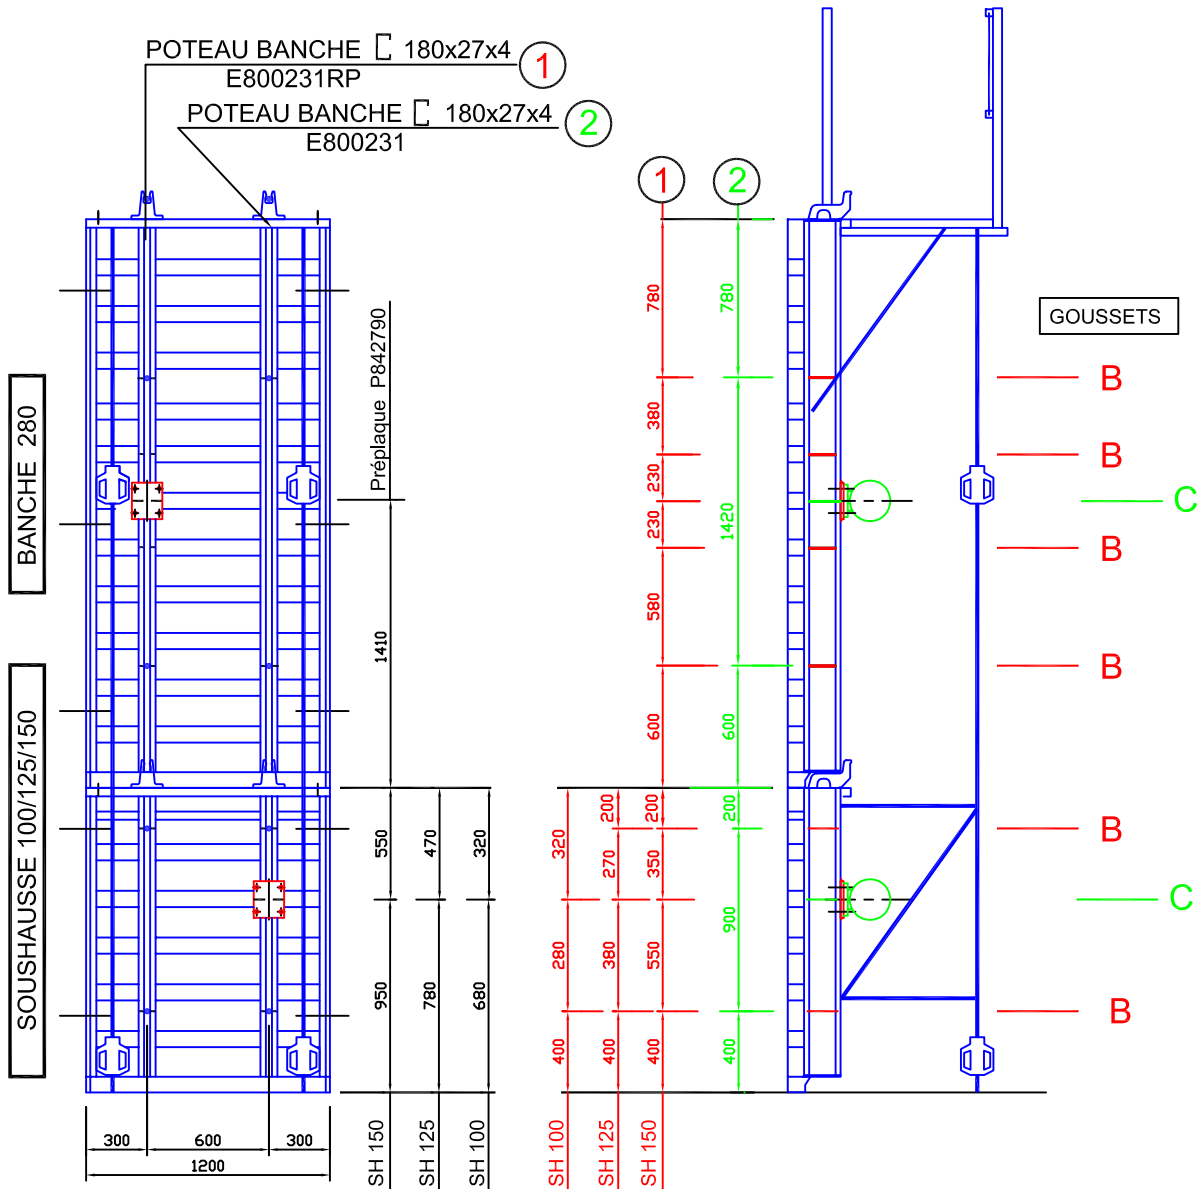 POTEAU BANCHE 180x27x4
E800231RP
1
POTEAU BANCHE 180x27x4
E800231
2
1
2
GOUSSETS
BANCHE 280
SOUSHAUSSE 100/125/150
Préplaque P842790
1410
550
470
320
950
780
680
SH 150
SH 125
SH 100
300
600
300
1200
780
380
230
230
580
600
780
1420
600
320
200
200
200
270
350
900
280
380
550
400
400
400
400
SH 100
SH 125
SH 150
B
B
C
B
B
B
C
B